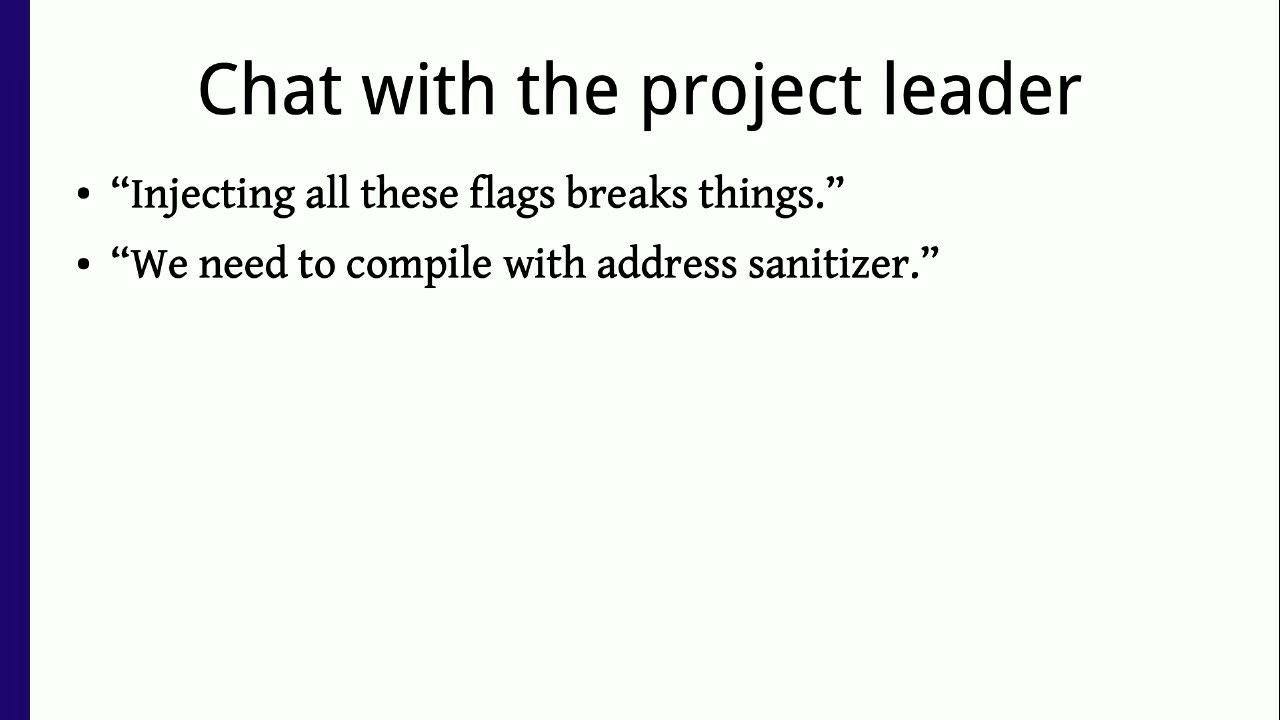 Chat with the project leader
• “Injecting all these flags breaks things.”
• “We need to compile with address sanitizer.”